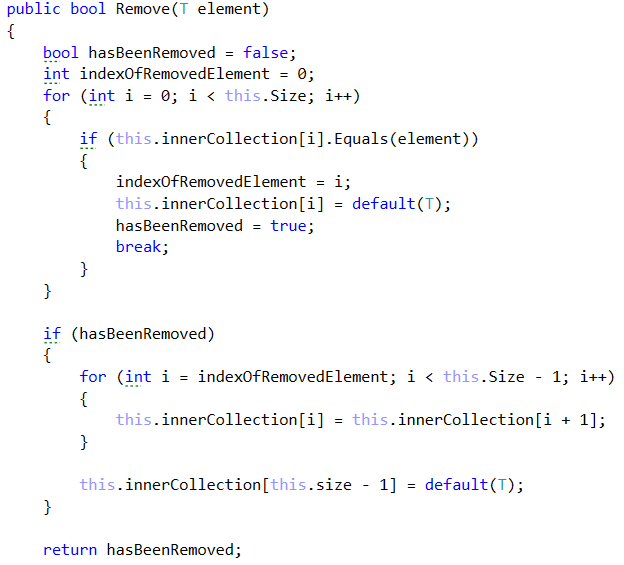 public bool Remove(T element)
{
    bool hasBeenRemoved = false;
    int indexOfRemovedElement = 0;
    for (int i = 0; i < this.Size; i++)
    {
        if (this.innerCollection[i].Equals(element))
        {
            indexOfRemovedElement = i;
            this.innerCollection[i] = default(T);
            hasBeenRemoved = true;
            break;
        }
    }

    if (hasBeenRemoved)
    {
        for (int i = indexOfRemovedElement; i < this.Size - 1; i++)
        {
            this.innerCollection[i] = this.innerCollection[i + 1];
        }

        this.innerCollection[this.size - 1] = default(T);
    }

    return hasBeenRemoved;